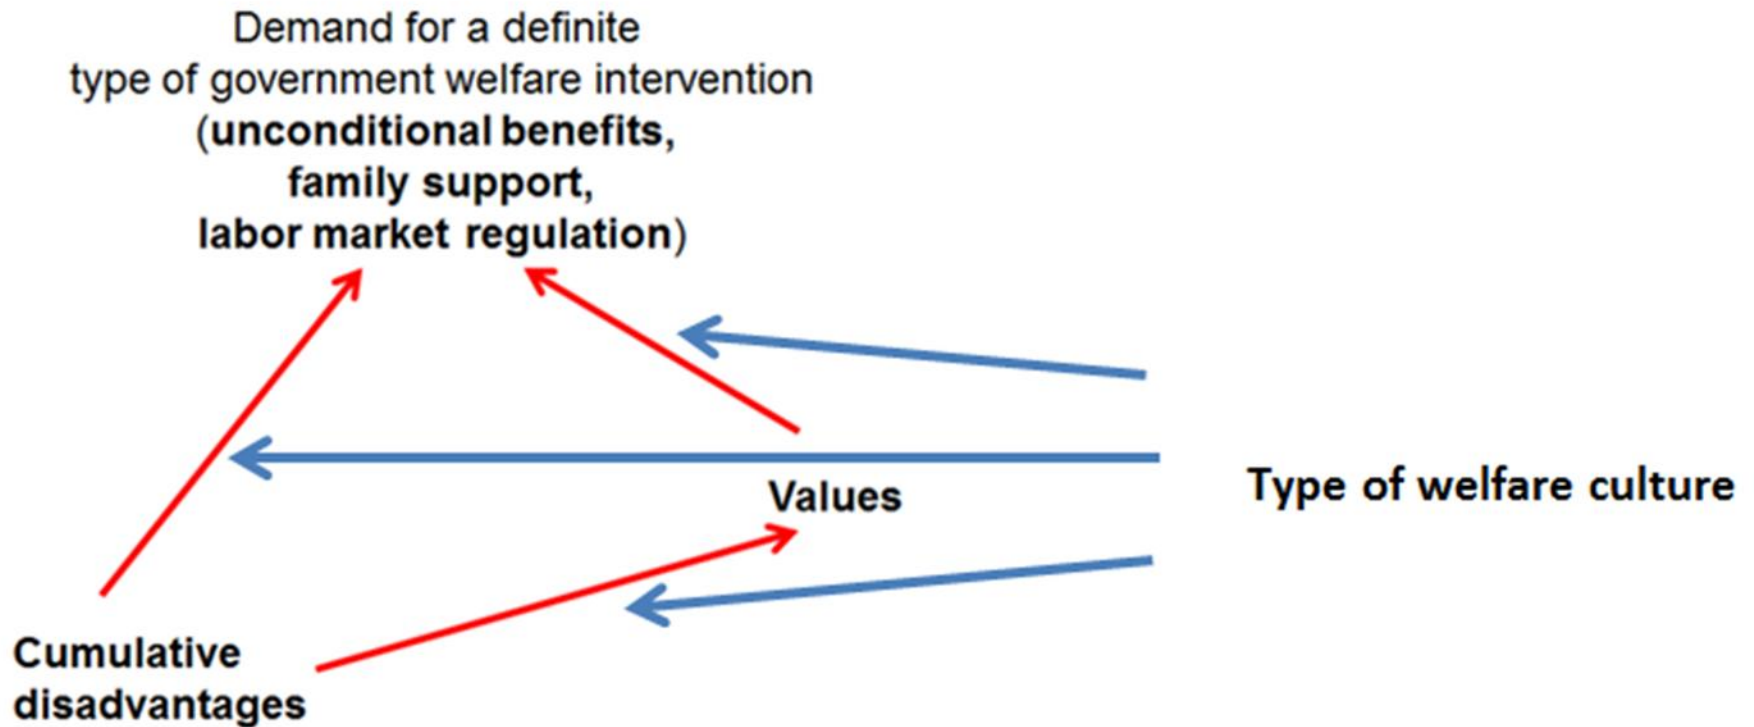 Demand for a definite
type of government welfare intervention
(unconditional benefits,
family support,
labor market regulation)
Values
Type of welfare culture
Cumulative
disadvantages